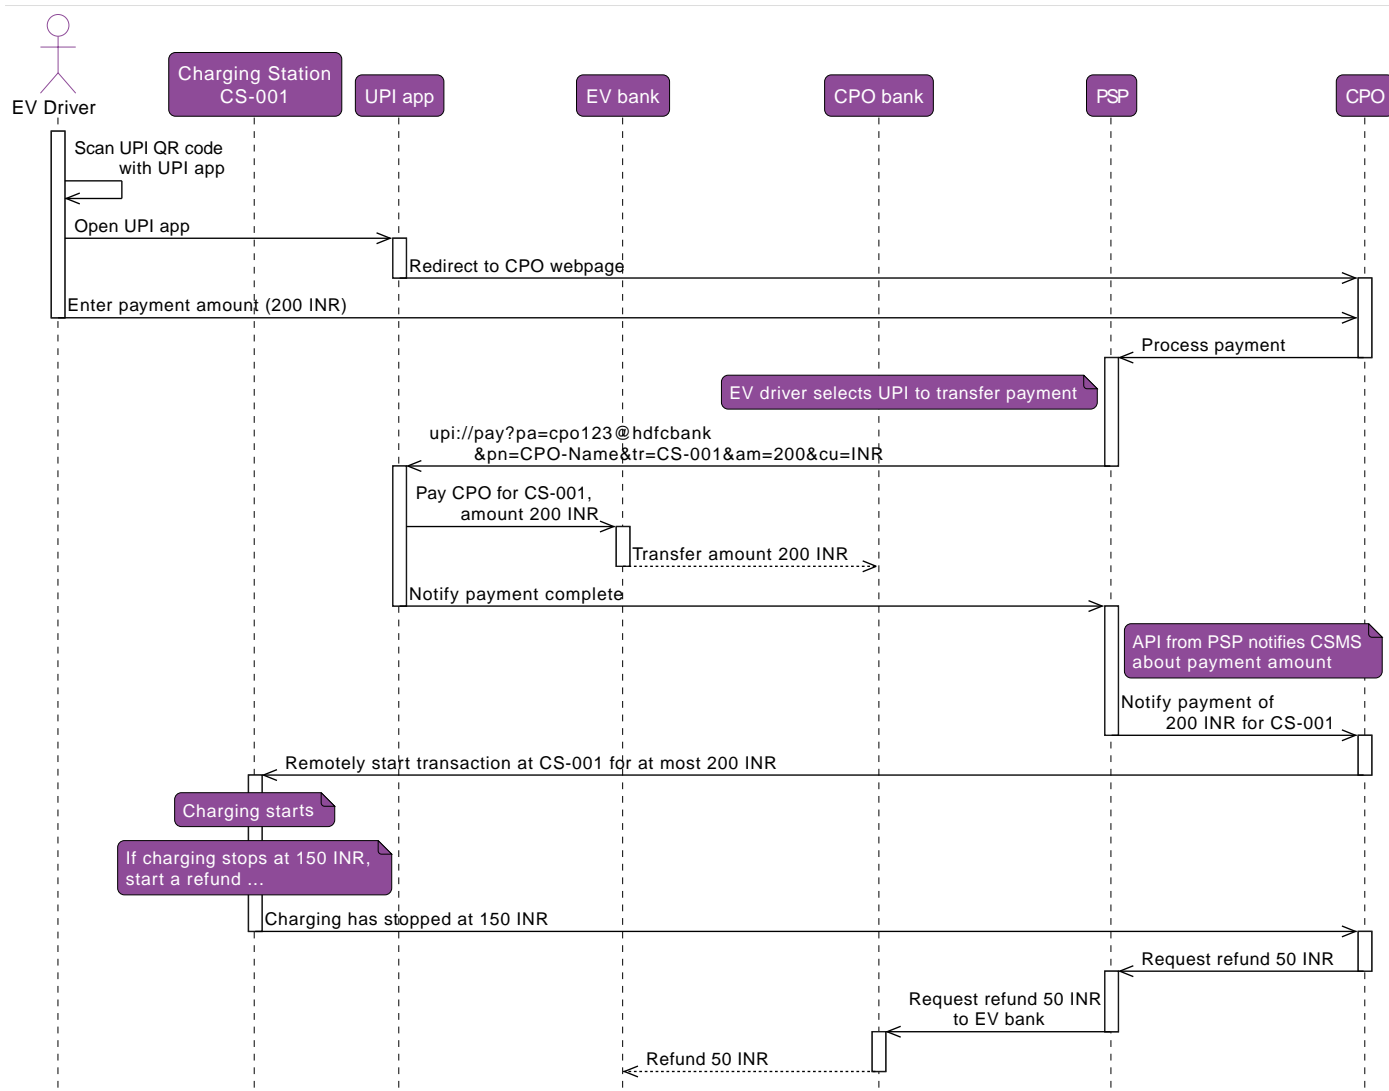 EV Driver
Charging Station
CS-001
UPI app
EV bank
CPO bank
PSP
CPO
Scan UPI QR code
with UPI app
Open UPI app
Redirect to CPO webpage
Enter payment amount (200 INR)
Process payment
EV driver selects UPI to transfer payment
upi://pay?pa=cpo123@hdfcbank
&pn=CPO-Name&tr=CS-001&am=200&cu=INR
Pay CPO for CS-001,
amount 200 INR
Transfer amount 200 INR
Notify payment complete
API from PSP notifies CSMS
about payment amount
Notify payment of
200 INR for CS-001
Remotely start transaction at CS-001 for at most 200 INR
Charging starts
If charging stops at 150 INR,
start a refund ...
Charging has stopped at 150 INR
Request refund 50 INR
Request refund 50 INR
to EV bank
Refund 50 INR